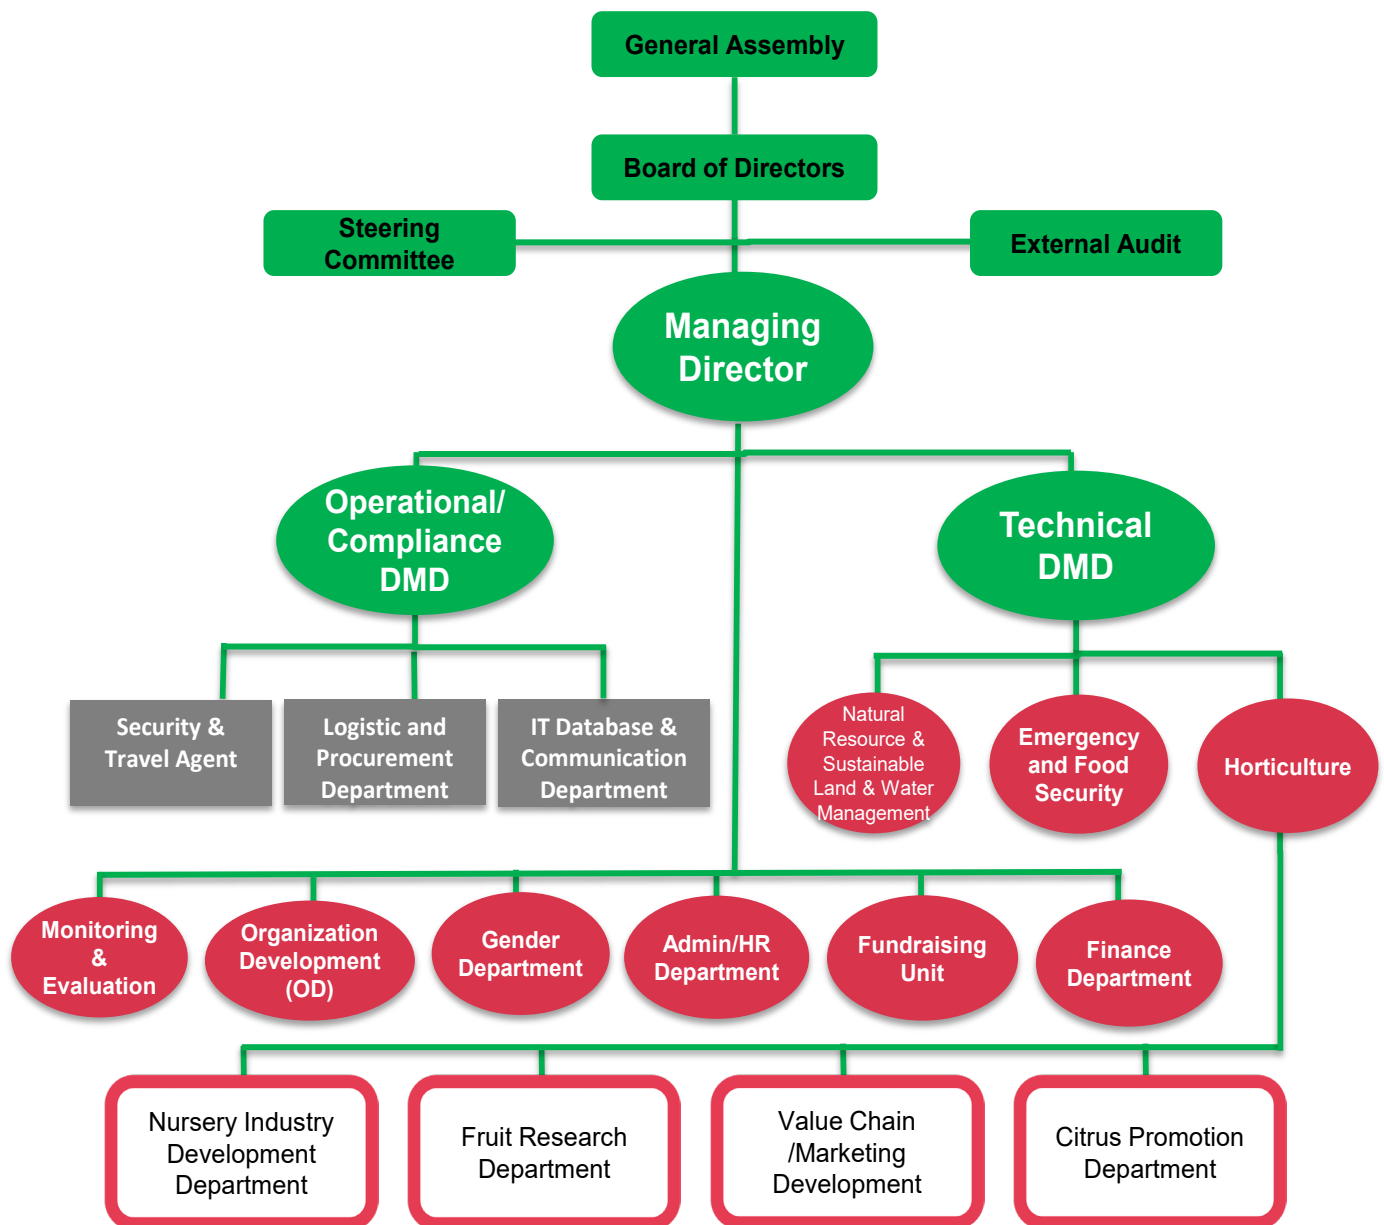 General Assembly
Board of Directors
Steering
Committee
External Audit
Managing
Director
Operational/
Compliance
DMD
Technical
DMD
Security &
Travel Agent
Logistic and
Procurement
Department
IT Database &
Communication
Department
Natural
Resource &
Sustainable
Land & Water
Management
Emergency
and Food
Security
Horticulture
Monitoring
&
Evaluation
Organization
Development
(OD)
Gender
Department
Admin/HR
Department
Fundraising
Unit
Finance
Department
Nursery Industry
Development
Department
Fruit Research
Department
Value Chain
/Marketing
Development
Citrus Promotion
Department